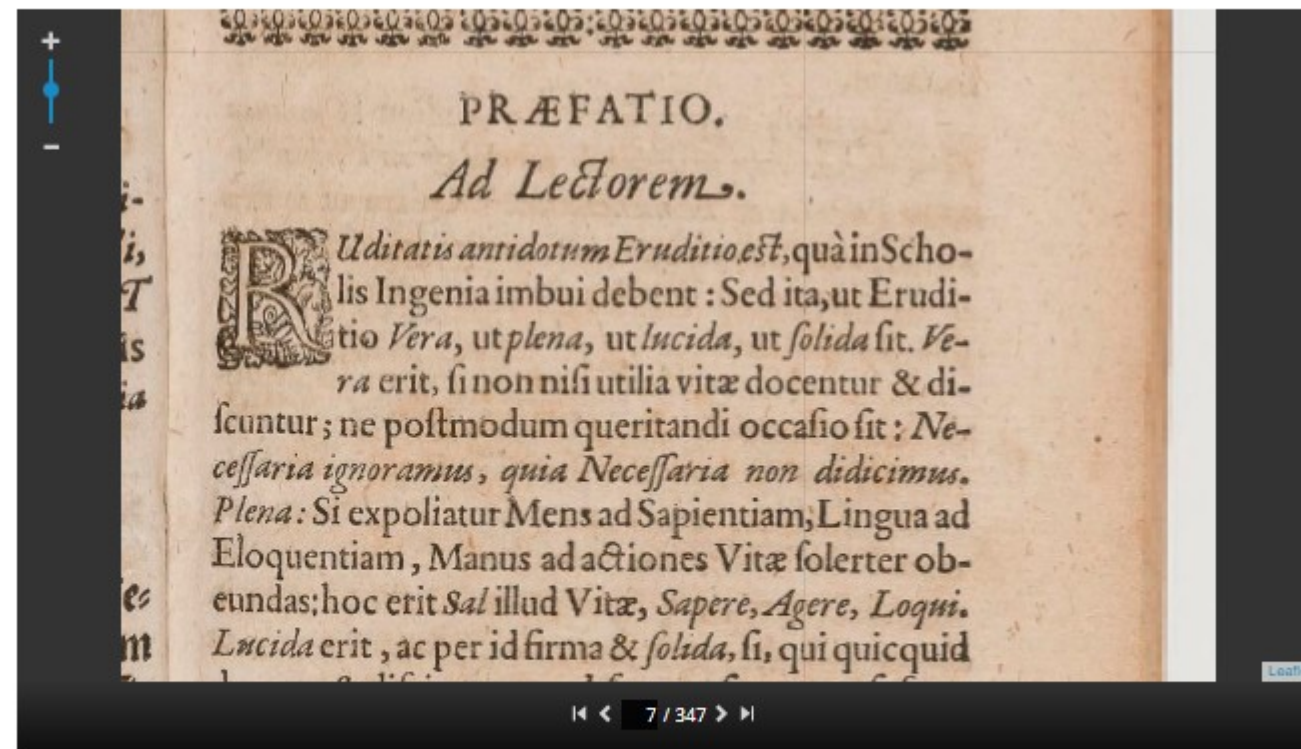 PRÆFATIO.
Ad Lectorem.
RUditatis antidotum Eruditio est, quà in Scho-
lis Ingenia imbui debent : Sed ita, ut Erudi-
tio Vera, ut plena, ut lucida, ut ſolida ſit. Ve-
ra erit, ſi non niſi utilia vitæ docentur & di-
ſcuntur ; ne poſtmodum queritandi occaſio ſit : Ne-
ceſſaria ignoramus, quia Neceſſaria non didicimus.
Plena : Si expoliatur Mens ad Sapientiam, Lingua ad
Eloquentiam, Manus ad actiones Vitæ ſolerter ob-
eundas; hoc erit Sal illud Vitæ, Sapere, Agere, Loqui.
Lucida erit, ac per id firma & ſolida, ſi, qui quicquid
7 / 347